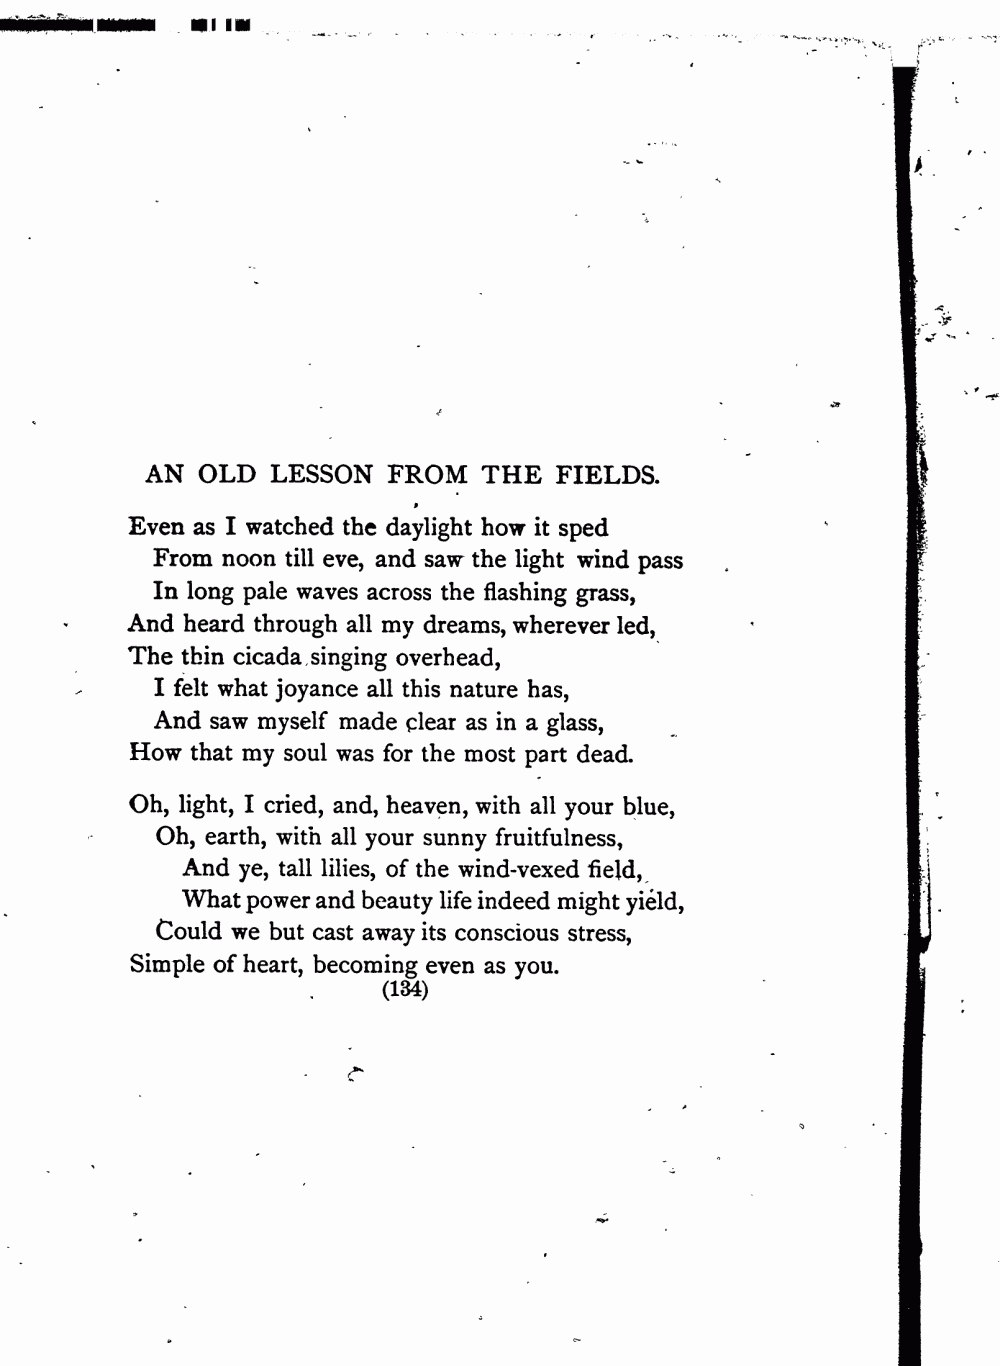 AN OLD LESSON FROM THE FIELDS.
Even as I watched the daylight how it sped
From noon till eve, and saw the light wind pass
In long pale waves across the flashing grass,
And heard through all my dreams, wherever led,
The thin cicada singing overhead,
I felt what joyance all this nature has,
And saw myself made clear as in a glass,
How that my soul was for the most part dead.
Oh, light, I cried, and, heaven, with all your blue,
Oh, earth, with all your sunny fruitfulness,
And ye, tall lilies, of the wind-vexed field,
What power and beauty life indeed might yield,
Could we but cast away its conscious stress,
Simple of heart, becoming even as you.
(134)